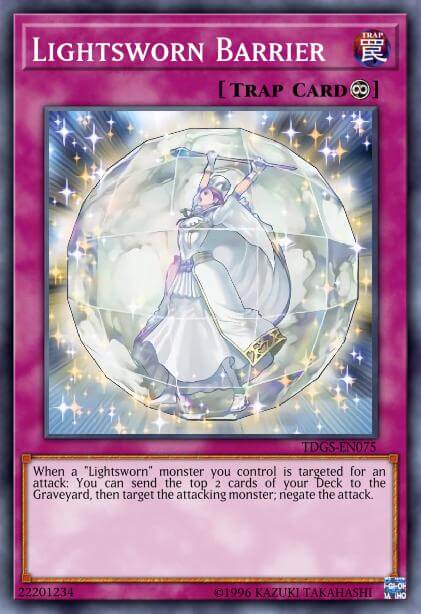 Lightsworn Barrier
TRAP
罠
[Trap Card]
TDGS-EN075
When a "Lightsworn" monster you control is targeted for an
attack: You can send the top 2 cards of your Deck to the
Graveyard, then target the attacking monster; negate the attack.
22201234
©1996 KAZUKI TAKAHASHI